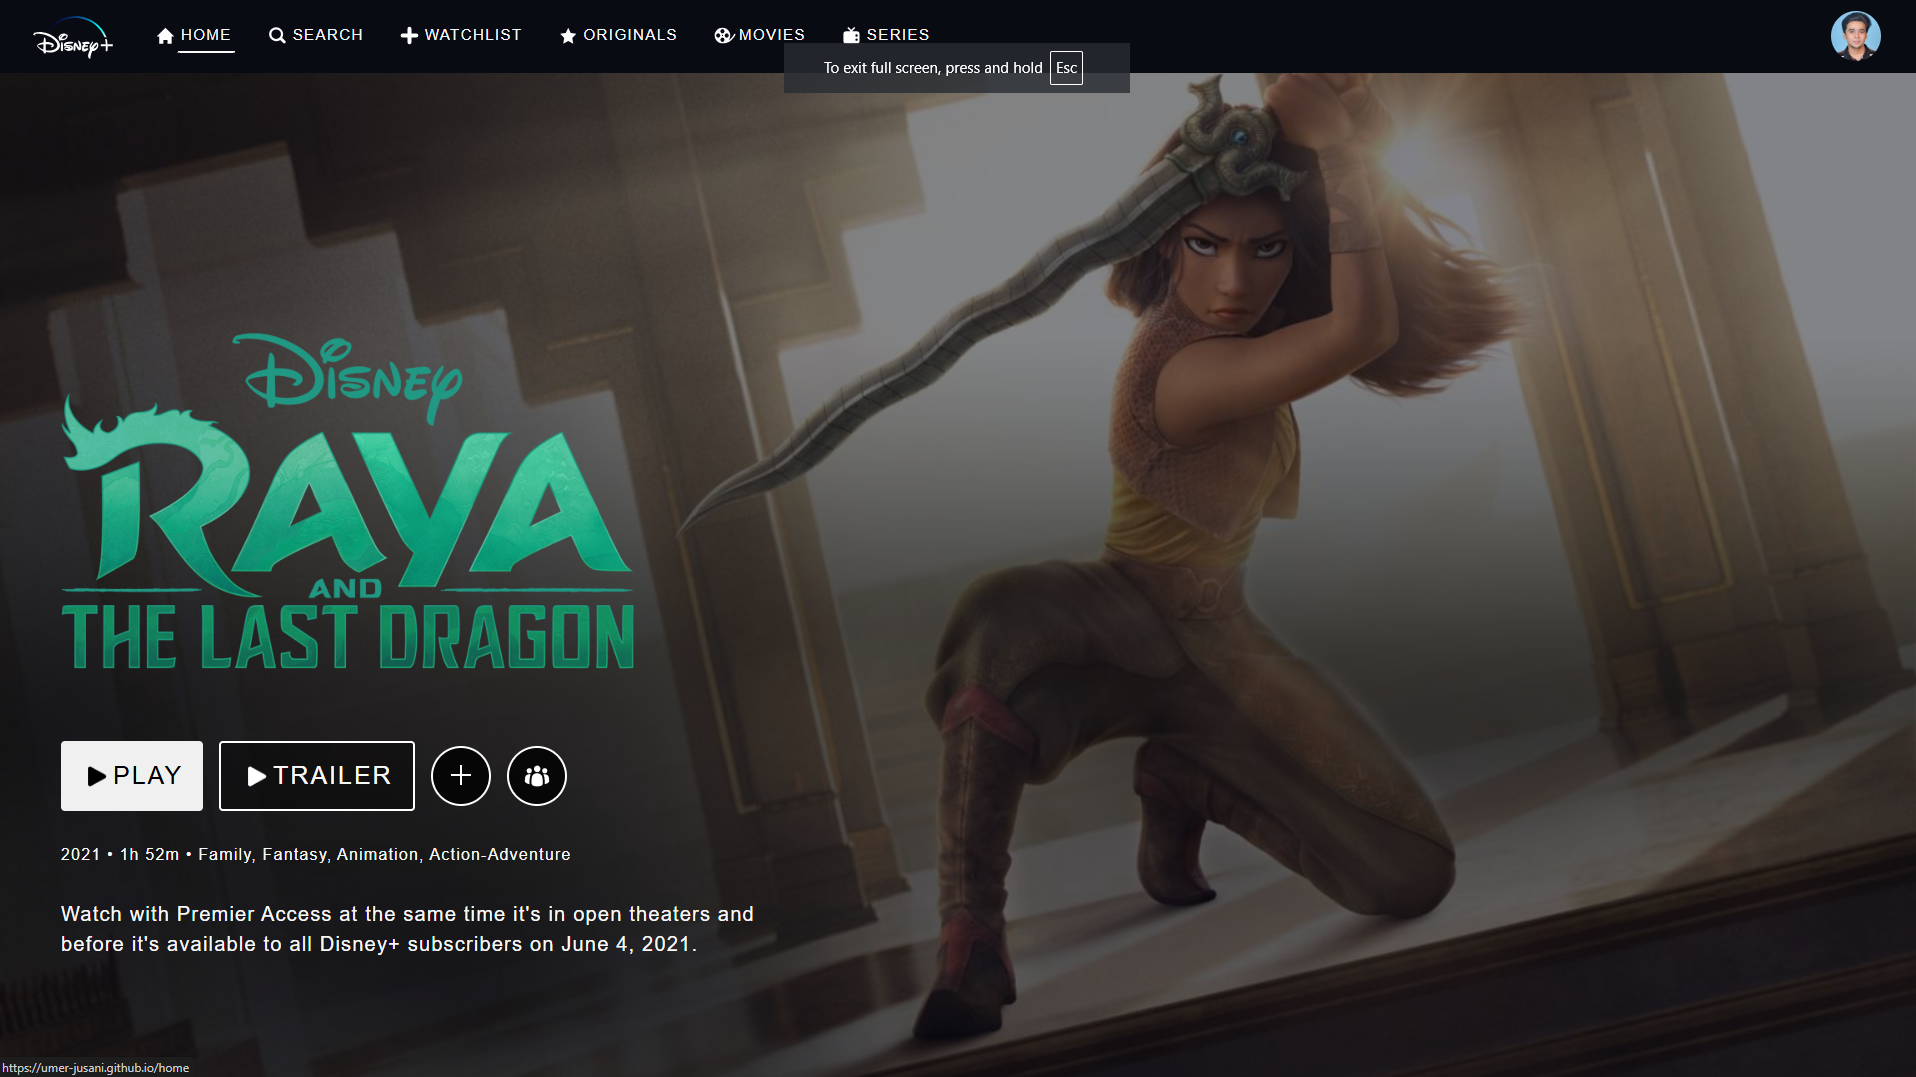 Disney+ HOME SEARCH WATCHLIST ORIGINALS MOVIES SERIES
To exit full screen, press and hold Esc
Disney
RAYA
AND
THE LAST DRAGON
PLAY TRAILER
2021 • 1h 52m • Family, Fantasy, Animation, Action-Adventure
Watch with Premier Access at the same time it's in open theaters and
before it's available to all Disney+ subscribers on June 4, 2021.
https://umer-jusani.github.io/home